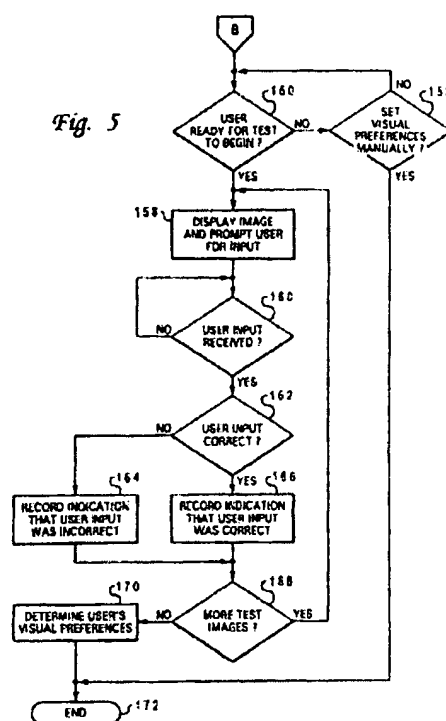 B
Fig. 5
160
USER
READY FOR TEST
TO BEGIN ?
NO
YES
NO
SET
VISUAL
PREFERENCES
MANUALLY ?
YES
158
DISPLAY IMAGE
AND PROMPT USER
FOR INPUT
160
USER INPUT
RECEIVED ?
NO
YES
162
USER INPUT
CORRECT ?
NO
YES
164
RECORD INDICATION
THAT USER INPUT
WAS INCORRECT
166
RECORD INDICATION
THAT USER INPUT
WAS CORRECT
188
MORE TEST
IMAGES ?
YES
NO
170
DETERMINE USER'S
VISUAL PREFERENCES
END
172